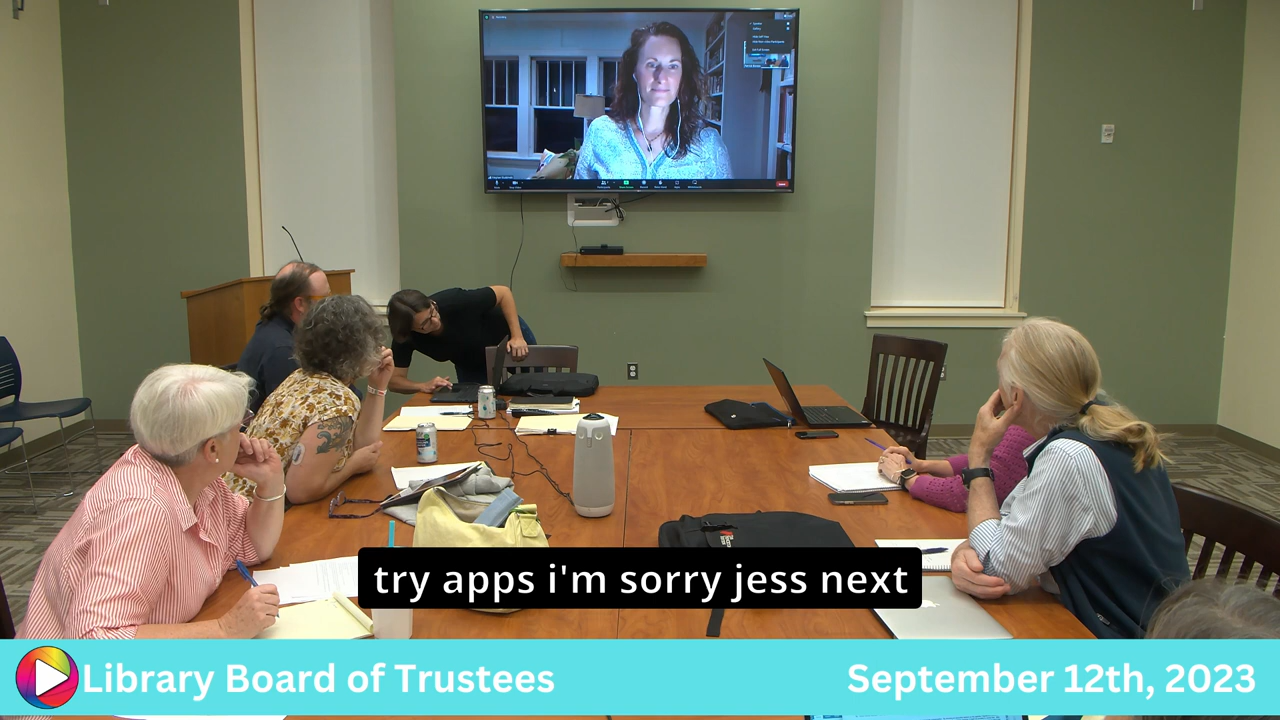 try apps i'm sorry jess next
Library Board of Trustees
September 12th, 2023